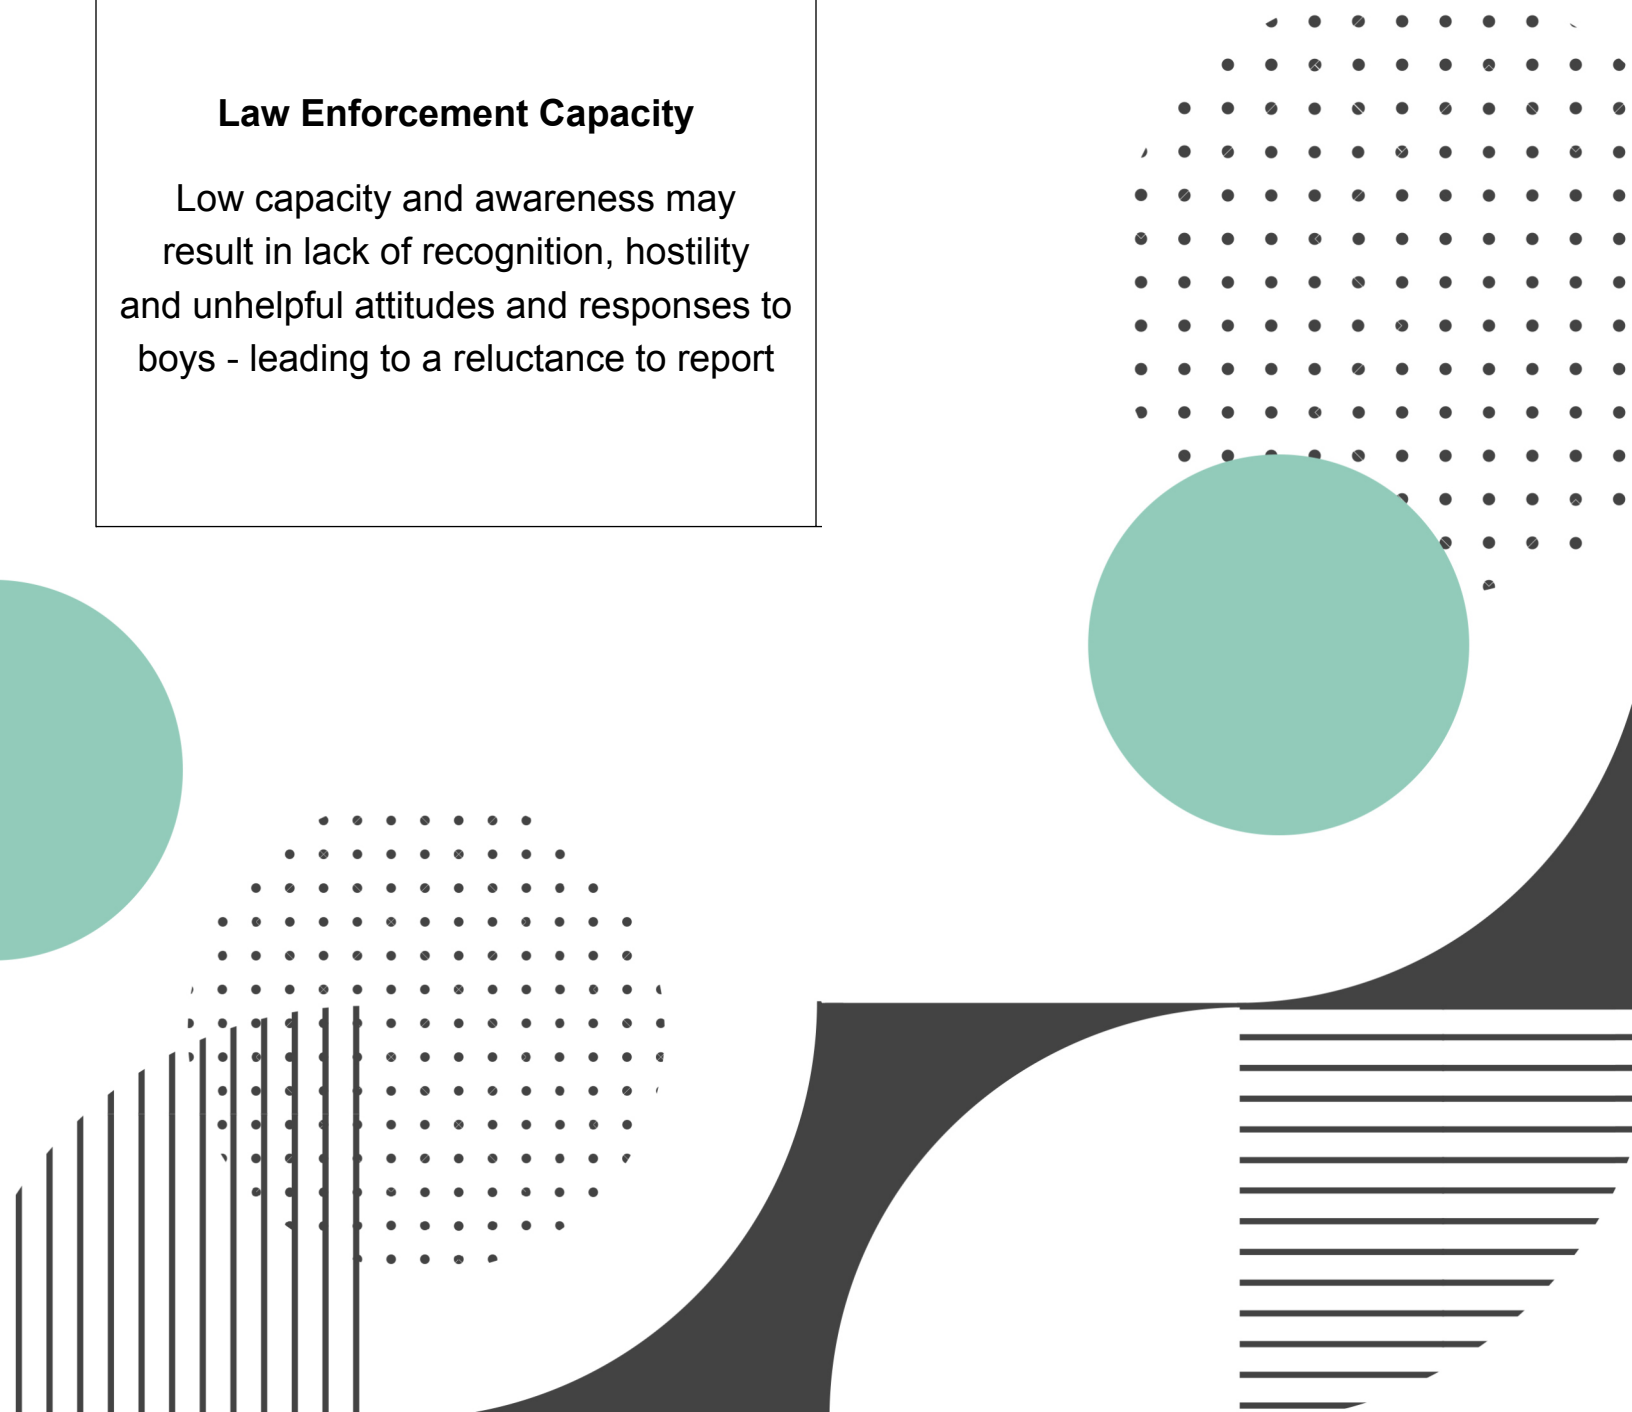 Law Enforcement Capacity
Low capacity and awareness may
result in lack of recognition, hostility
and unhelpful attitudes and responses to
boys - leading to a reluctance to report